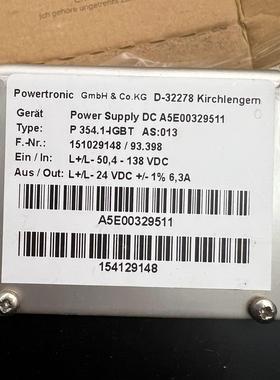 Powertronic GmbH & Co.KG D-32278 Kirchlengern
Gerät Power Supply DC A5E00329511
Type: P 354.1-IGBT AS:013
F.-Nr.: 151029148 / 93.398
Ein / In: L+/L- 50,4 - 138 VDC
Aus / Out: L+/L- 24 VDC +/- 1% 6,3A
A5E00329511
154129148